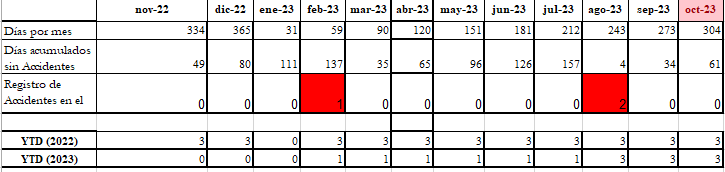 nov-22 dic-22 ene-23 feb-23 mar-23 abr-23 may-23 jun-23 jul-23 ago-23 sep-23 oct-23
Días por mes 334 365 31 59 90 120 151 181 212 243 273 304
Días acumulados
sin Accidentes 49 80 111 137 35 65 96 126 157 4 34 61
Registro de
Accidentes en el 0 0 0 1 0 0 0 0 0 2 0 0
YTD (2022) 3 3 0 3 3 3 3 3 3 3 3 3
YTD (2023) 0 0 0 1 1 1 1 1 1 3 3 3